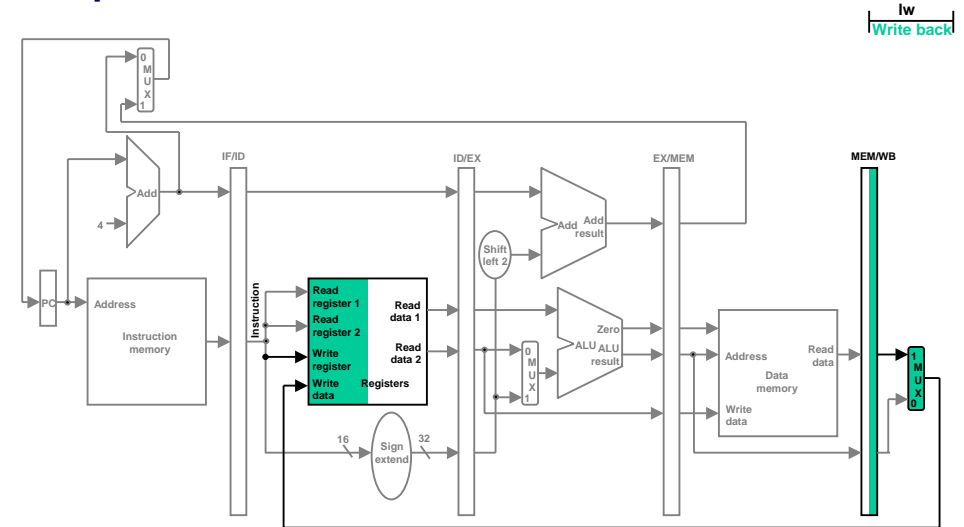 lw
Write back
0
M
U
X
1
IF/ID
ID/EX
EX/MEM
MEM/WB
Add
4
Add
Add
result
Shift
left 2
PC
Address
Instruction
memory
Instruction
Read
register 1
Read
register 2
Write
register
Write
data
Registers
Read
data 1
Read
data 2
0
M
U
X
1
Zero
ALU
ALU
result
Address
Read
data
Data
memory
Write
data
1
M
U
X
0
16
Sign
extend
32